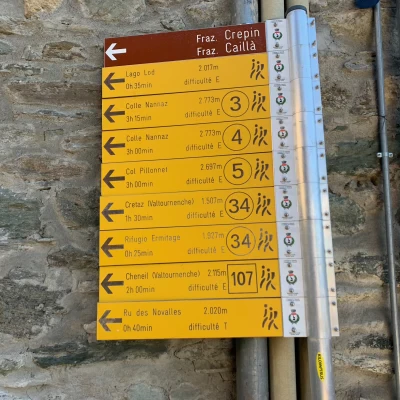 Fraz. Crepin
Fraz. Caillà
Lago Lod 2.017m
0h 35min difficulté E
Colle Nannaz 2.773m 3
3h 15min difficulté E
Colle Nannaz 2.773m 4
3h 00min difficulté E
Col Pillonnet 2.697m 5
3h 00min difficulté E
Cretaz (Valtournenche) 1.507m 34
1h 30min difficulté E
Rifugio Ermitage 1.927m 34
0h 25min difficulté E
Cheneil (Valtournenche) 2.115m 107
2h 00min difficulté E
Ru des Novalles 2.020m
0h 40min difficulté T